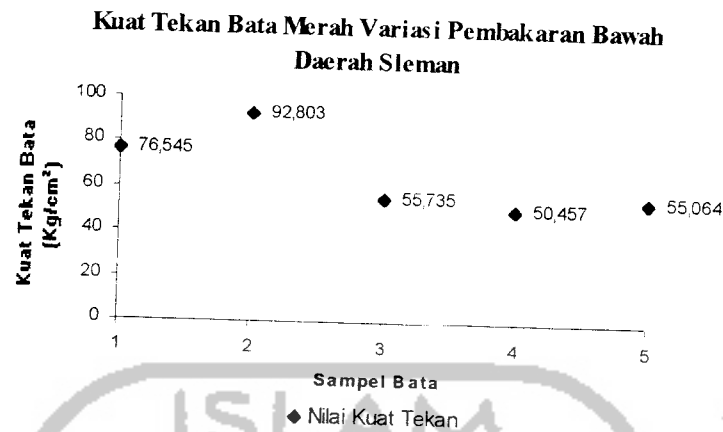 Kuat Tekan Bata Merah Variasi Pembakaran Bawah
Daerah Sleman
Kuat Tekan Bata
(Kg/cm²)
100
80
60
40
20
0
76,545
92,803
55,735
50,457
55,064
1
2
3
4
5
Sampel Bata
Nilai Kuat Tekan
ISLAM